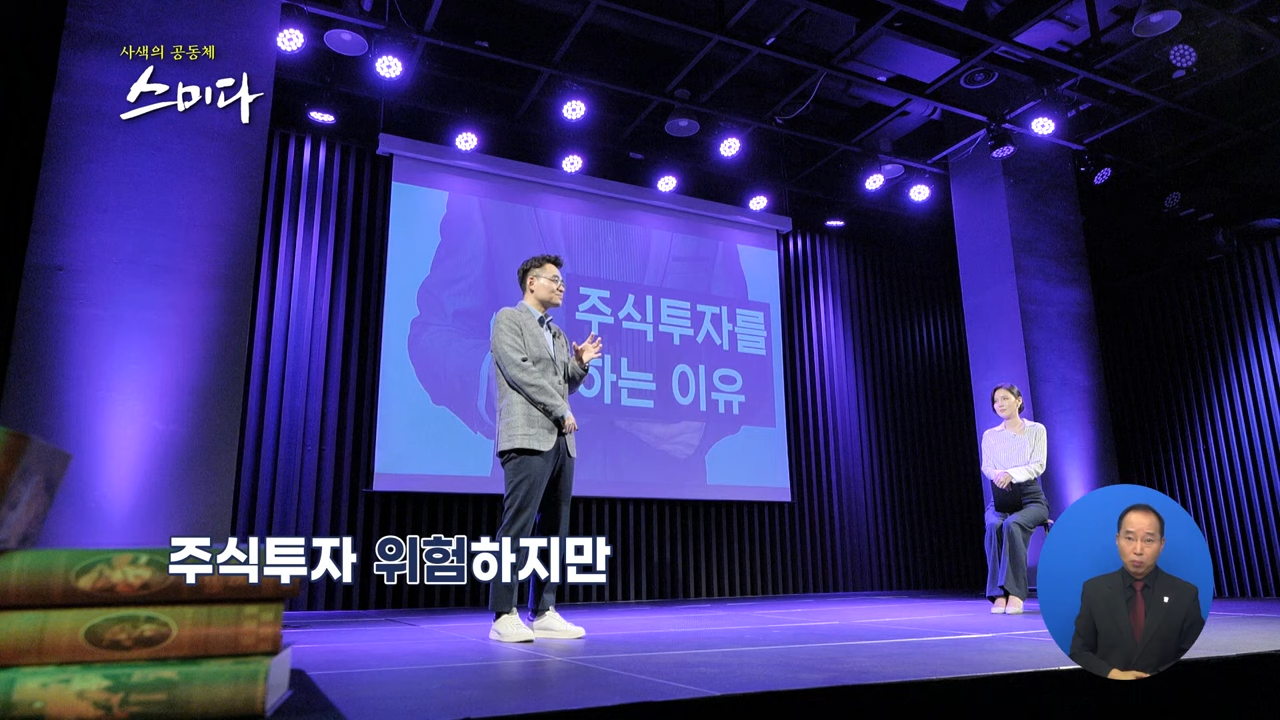 사색의 공동체
스미다
주식투자를
하는 이유
주식투자 위험하지만